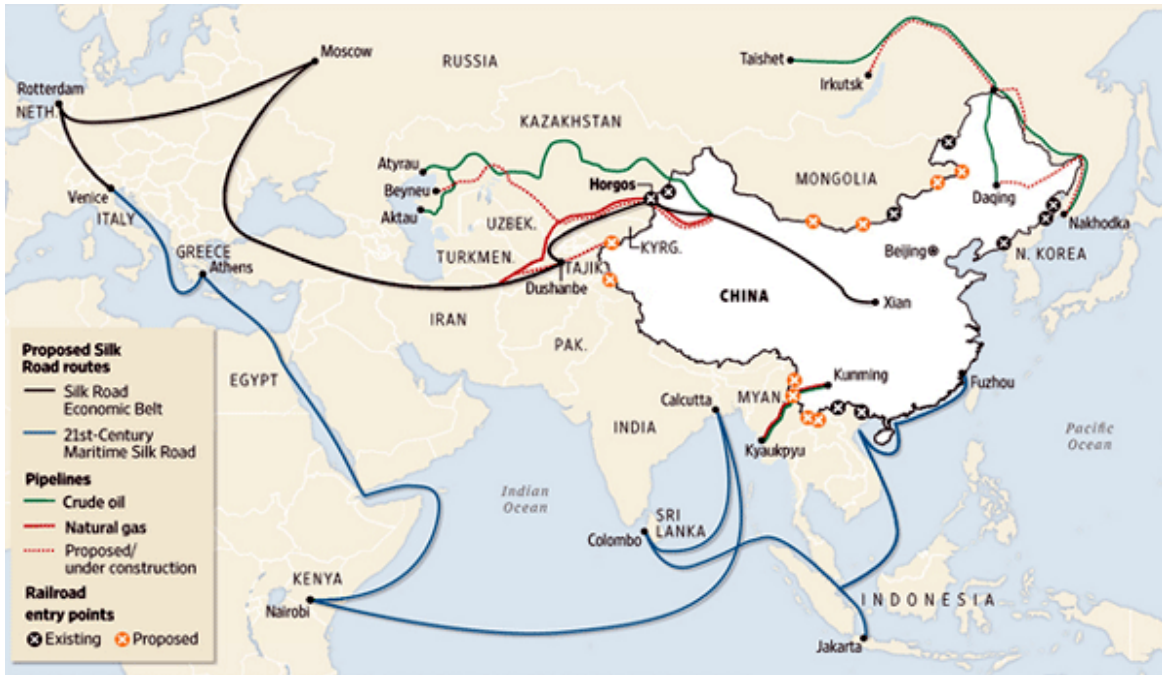 Moscow
RUSSIA
Taishet
Irkutsk
Rotterdam
NETH.
KAZAKHSTAN
Atyrau
Beyneu
Aktau
Horgos
MONGOLIA
Daqing
Nakhodka
Venice
ITALY
UZBEK.
KYRG.
GREECE
Athens
TURKMEN.
TAJIK.
Dushanbe
Beijing
N. KOREA
CHINA
Xian
IRAN
PAK.
EGYPT
Kunming
MYAN.
Fuzhou
Calcutta
INDIA
Kyaukpyu
Pacific
Ocean
Indian
Ocean
SRI
LANKA
Colombo
KENYA
Nairobi
INDONESIA
Jakarta
Proposed Silk
Road routes
Silk Road
Economic Belt
21st-Century
Maritime Silk Road
Pipelines
Crude oil
Natural gas
Proposed/
under construction
Railroad
entry points
Existing Proposed